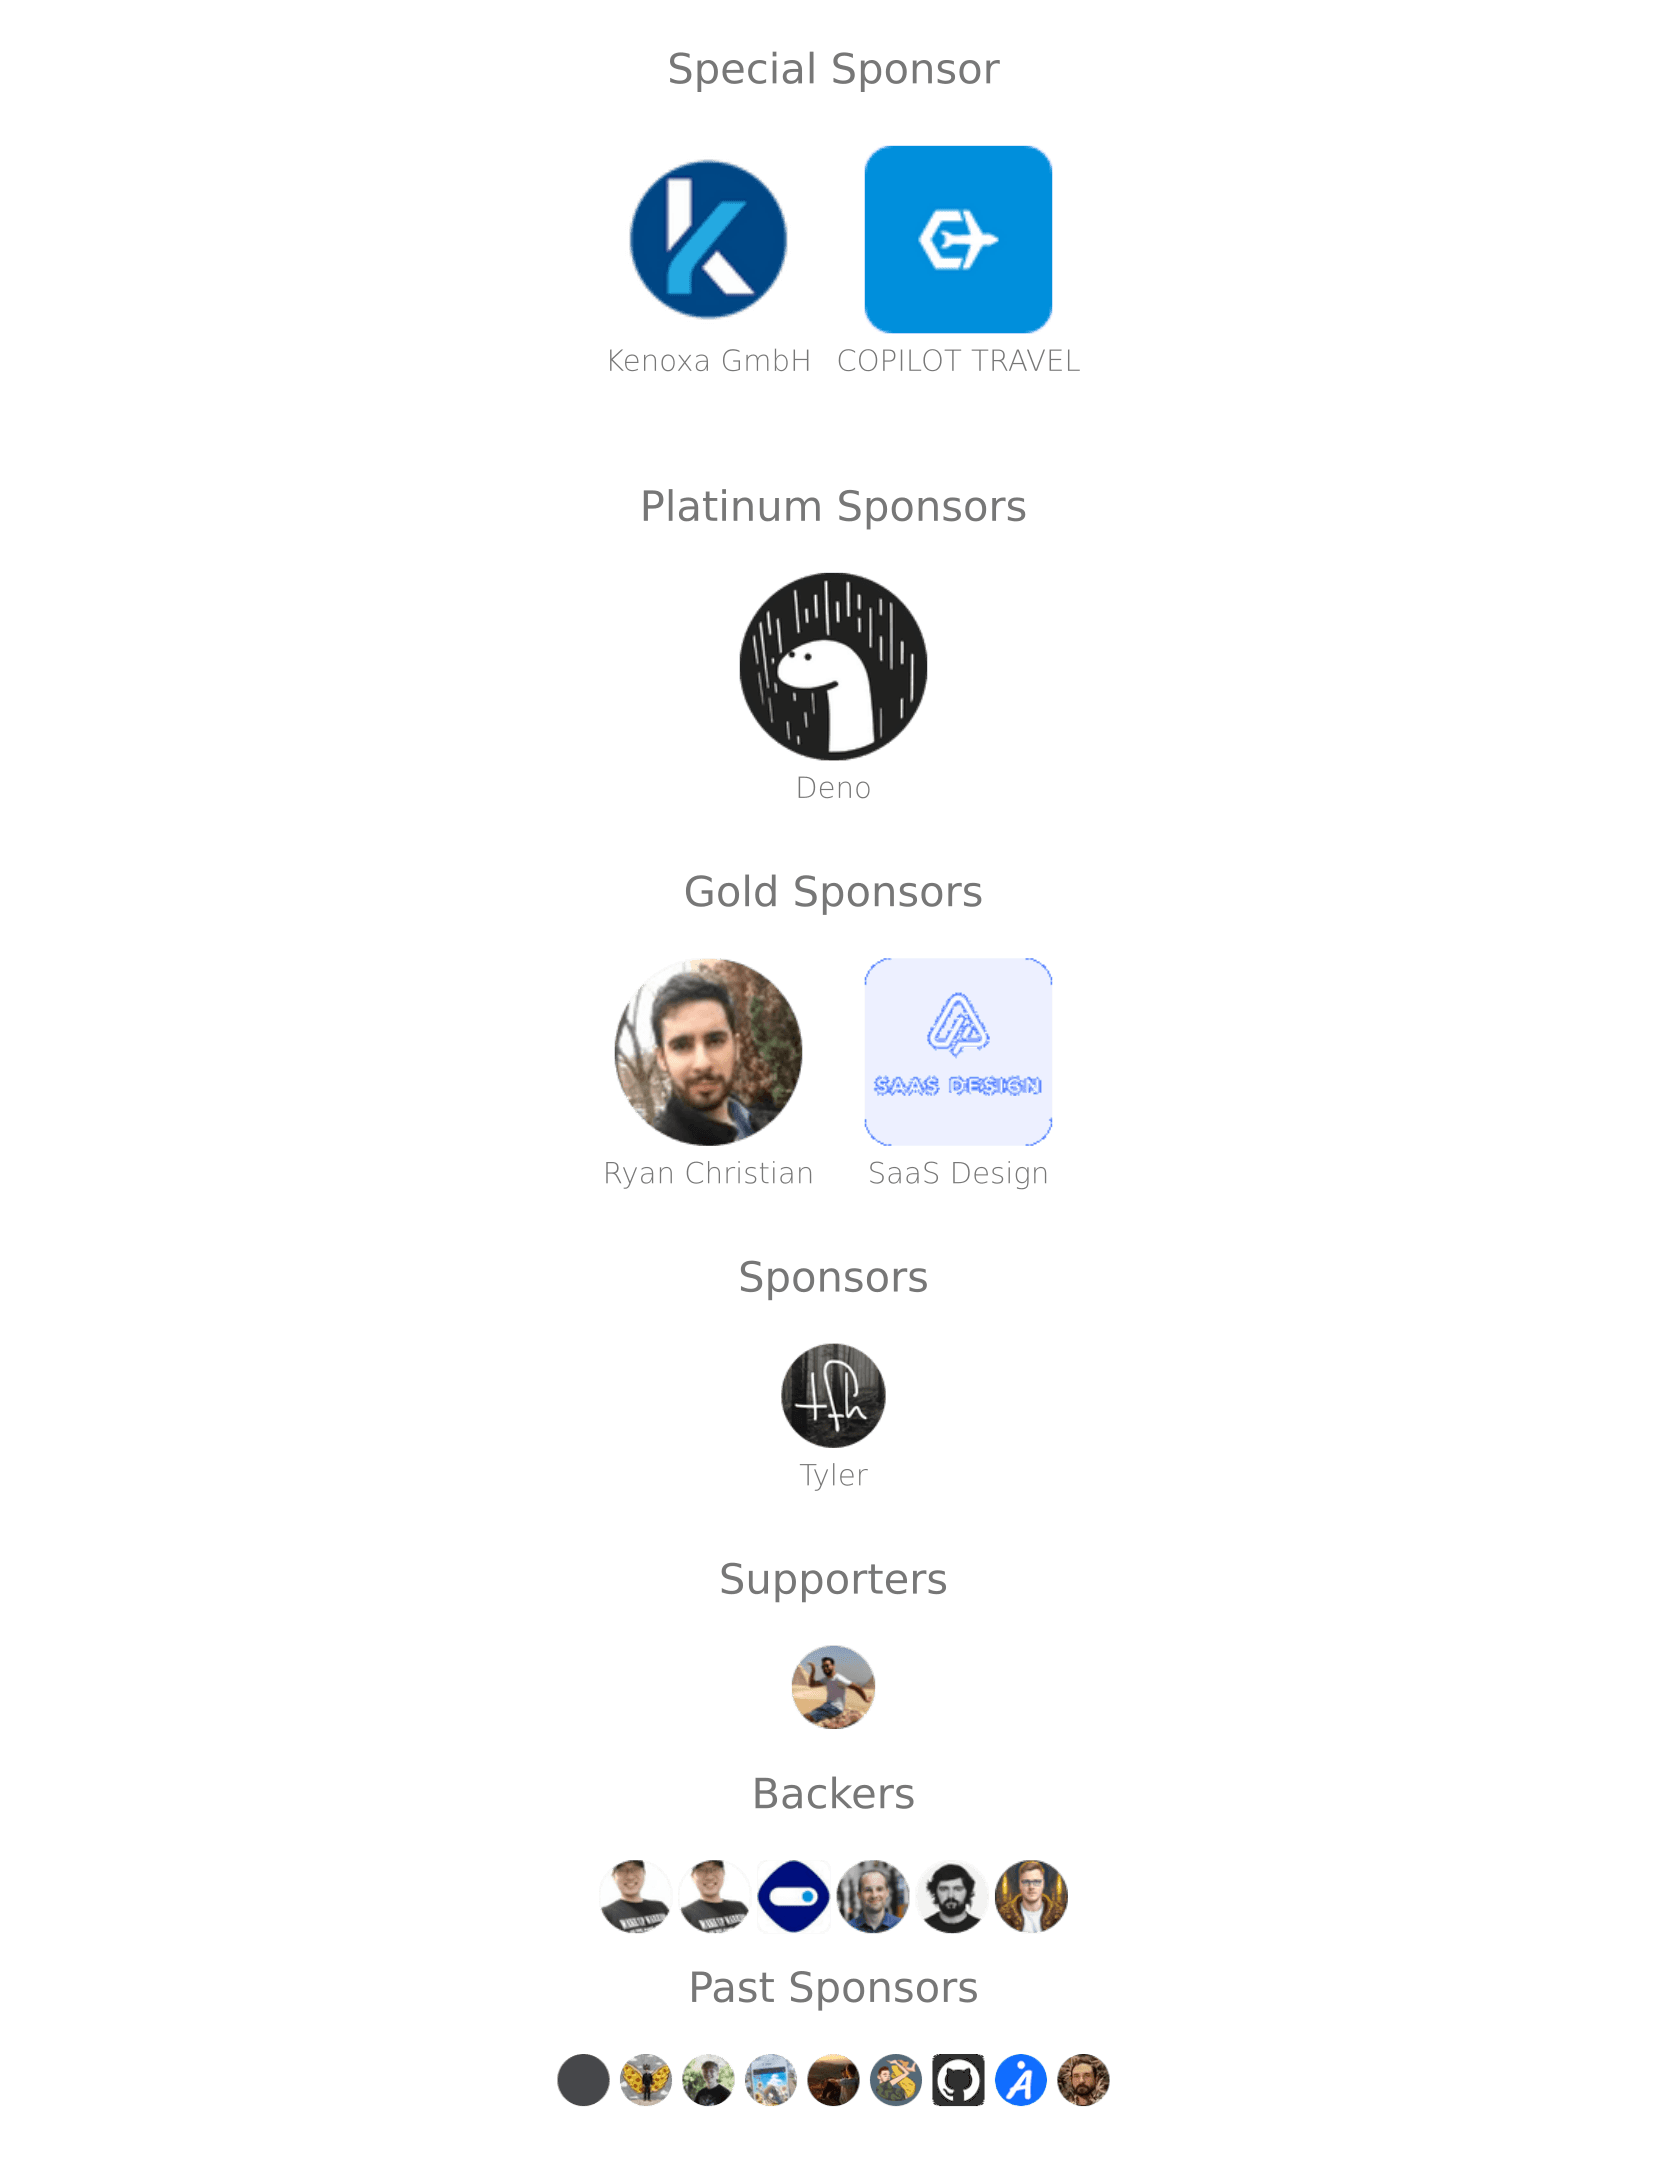 Special Sponsor
Kenoxa GmbH COPILOT TRAVEL
Platinum Sponsors
Deno
Gold Sponsors
SAAS DESIGN
Ryan Christian SaaS Design
Sponsors
tfh
Tyler
Supporters
Backers
Past Sponsors